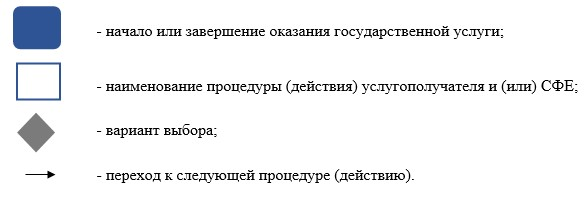 - начало или завершение оказания государственной услуги;
- наименование процедуры (действия) услугополучателя и (или) СФЕ;
- вариант выбора;
- переход к следующей процедуре (действию).